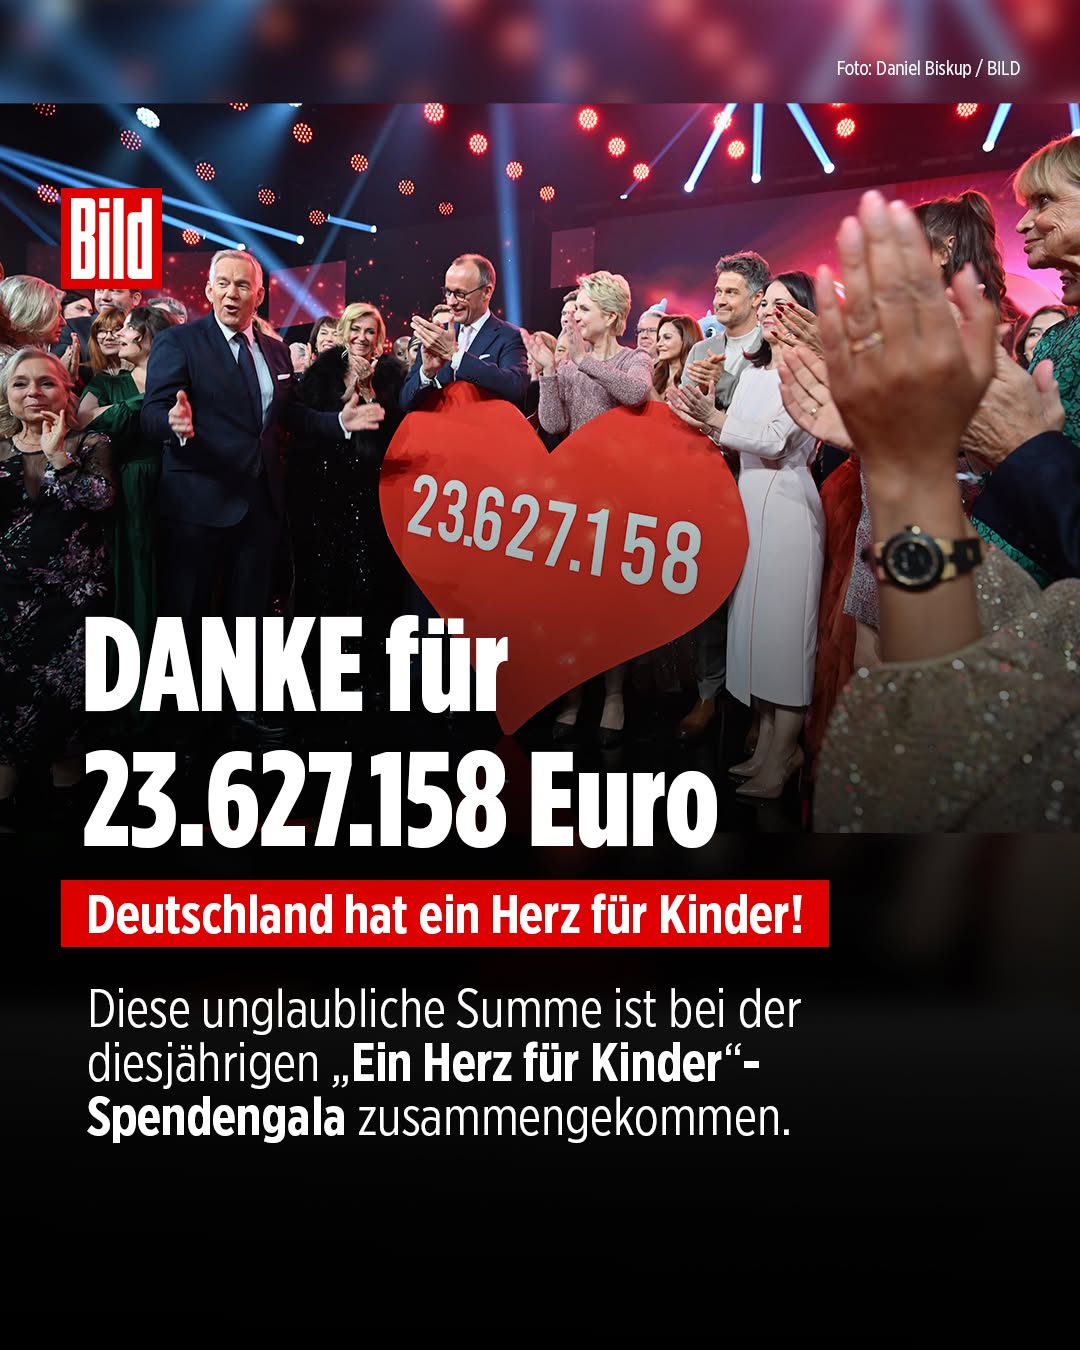 Foto: Daniel Biskup / BILD
Bild
23.627.158
DANKE für
23.627.158 Euro
Deutschland hat ein Herz für Kinder!
Diese unglaubliche Summe ist bei der
diesjährigen „Ein Herz für Kinder“-
Spendengala zusammengekommen.